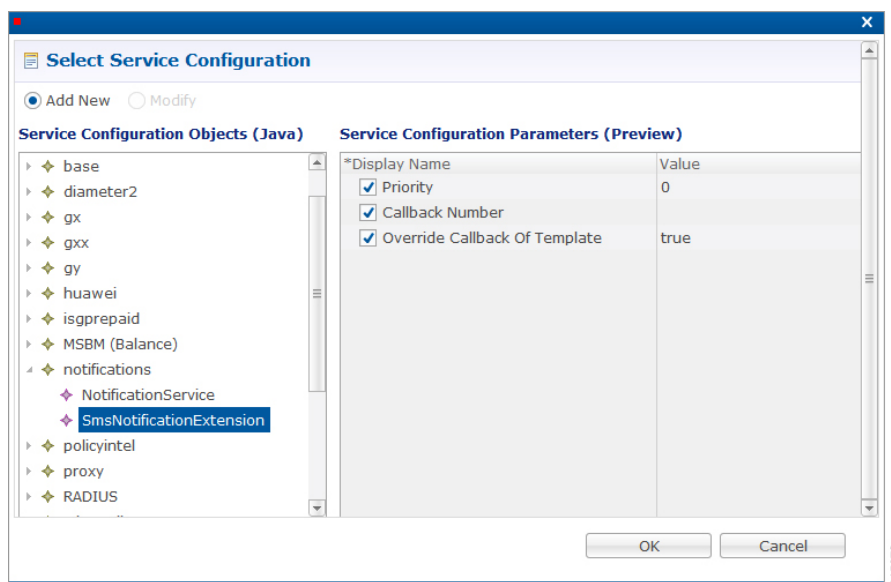 X
Select Service Configuration
Add New Modify
Service Configuration Objects (Java)
Service Configuration Parameters (Preview)
base
diameter2
gx
gxx
gy
huawei
isgprepaid
MSBM (Balance)
notifications
NotificationService
SmsNotificationExtension
policyintel
proxy
RADIUS
*Display Name Value
Priority 0
Callback Number
Override Callback Of Template true
OK Cancel